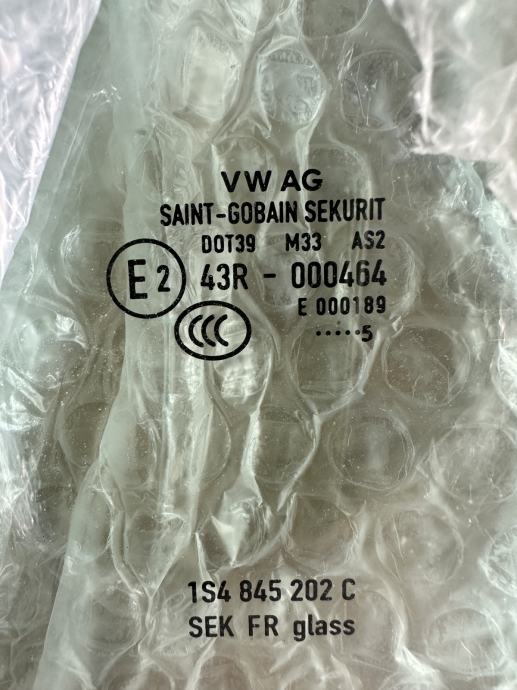 VW AG
SAINT-GOBAIN SEKURIT
DOT39 M33 AS2
E2 43R - 000464
E 000189
CCC
·····5
1S4 845 202 C
SEK FR glass